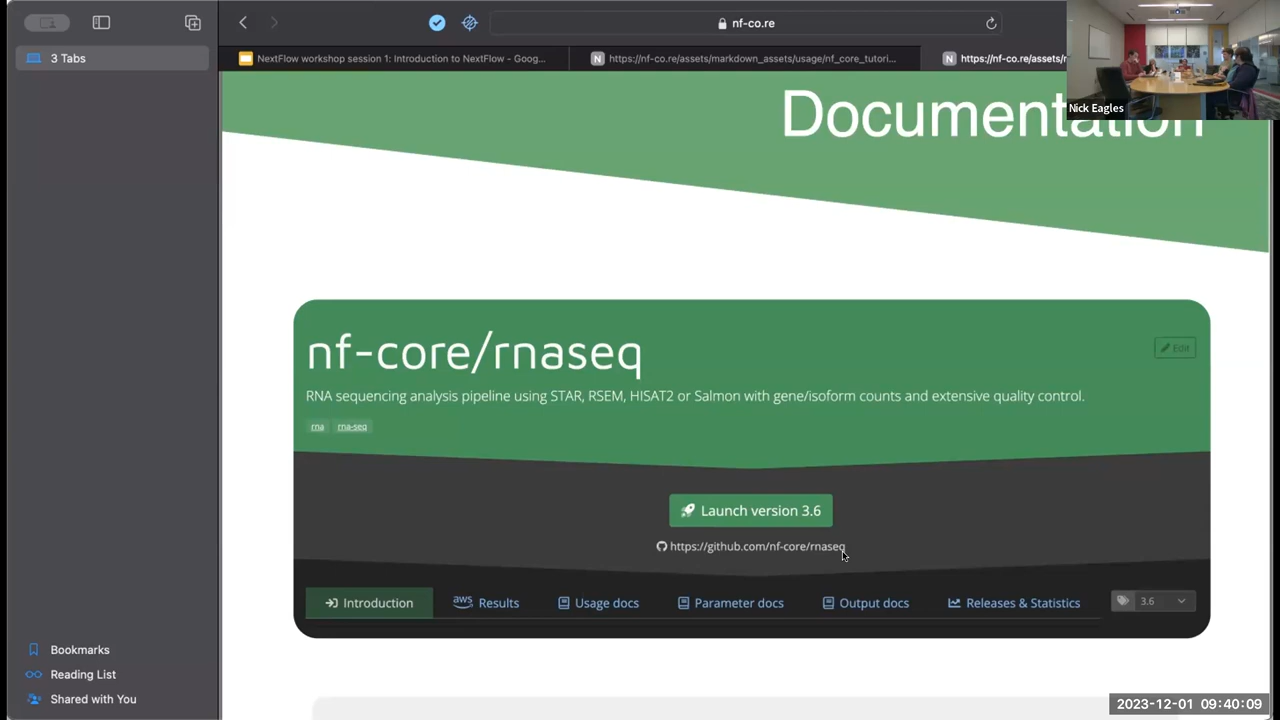 nf-co.re
3 Tabs
NextFlow workshop session 1: Introduction to NextFlow - Goog...
N https://nf-co.re/assets/markdown_assets/usage/nf_core_tutori...
N https://nf-co.re/assets/
Nick Eagles
Documentation
nf-core/rnaseq
Edit
RNA sequencing analysis pipeline using STAR, RSEM, HISAT2 or Salmon with gene/isoform counts and extensive quality control.
rna rna-seq
Launch version 3.6
https://github.com/nf-core/rnaseq
Introduction aws Results Usage docs Parameter docs Output docs Releases & Statistics 3.6
Bookmarks
Reading List
Shared with You
2023-12-01 09:40:09